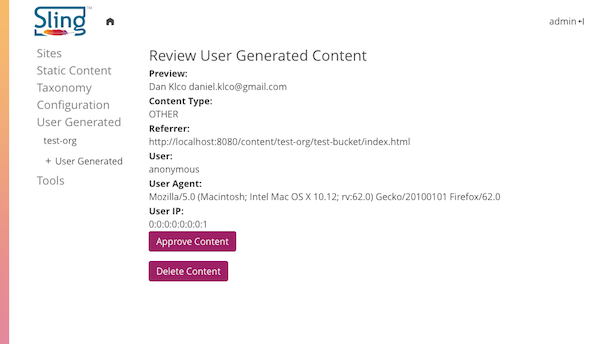 Sling™
admin
Sites
Static Content
Taxonomy
Configuration
User Generated
test-org
+ User Generated
Tools
Review User Generated Content
Preview:
Dan Klco daniel.klco@gmail.com
Content Type:
OTHER
Referrer:
http://localhost:8080/content/test-org/test-bucket/index.html
User:
anonymous
User Agent:
Mozilla/5.0 (Macintosh; Intel Mac OS X 10.12; rv:62.0) Gecko/20100101 Firefox/62.0
User IP:
0:0:0:0:0:0:0:1
Approve Content
Delete Content